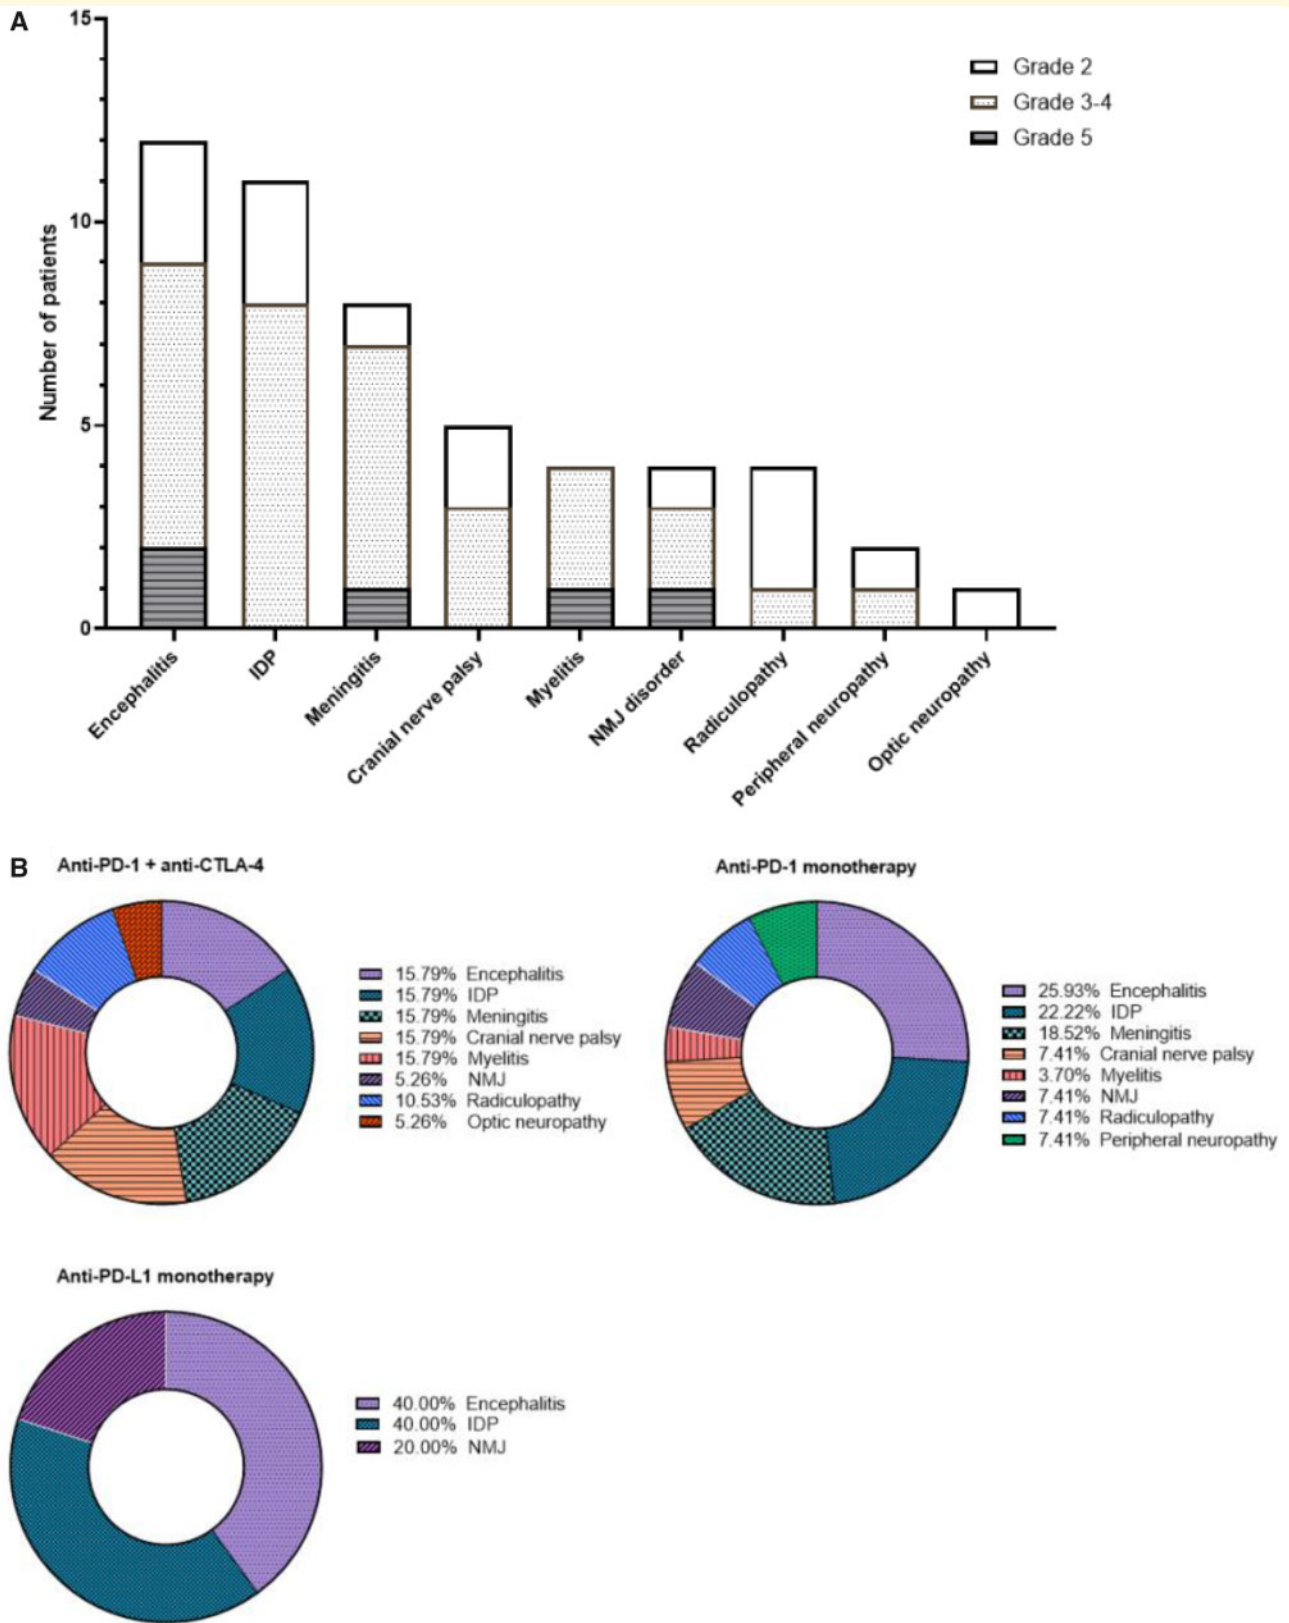 A
15
10
5
0
Number of patients
Grade 2
Grade 3-4
Grade 5
Encephalitis
IDP
Meningitis
Cranial nerve palsy
Myelitis
NMJ disorder
Radiculopathy
Peripheral neuropathy
Optic neuropathy
B
Anti-PD-1 + anti-CTLA-4
15.79% Encephalitis
15.79% IDP
15.79% Meningitis
15.79% Cranial nerve palsy
15.79% Myelitis
5.26% NMJ
10.53% Radiculopathy
5.26% Optic neuropathy
Anti-PD-1 monotherapy
25.93% Encephalitis
22.22% IDP
18.52% Meningitis
7.41% Cranial nerve palsy
3.70% Myelitis
7.41% NMJ
7.41% Radiculopathy
7.41% Peripheral neuropathy
Anti-PD-L1 monotherapy
40.00% Encephalitis
40.00% IDP
20.00% NMJ